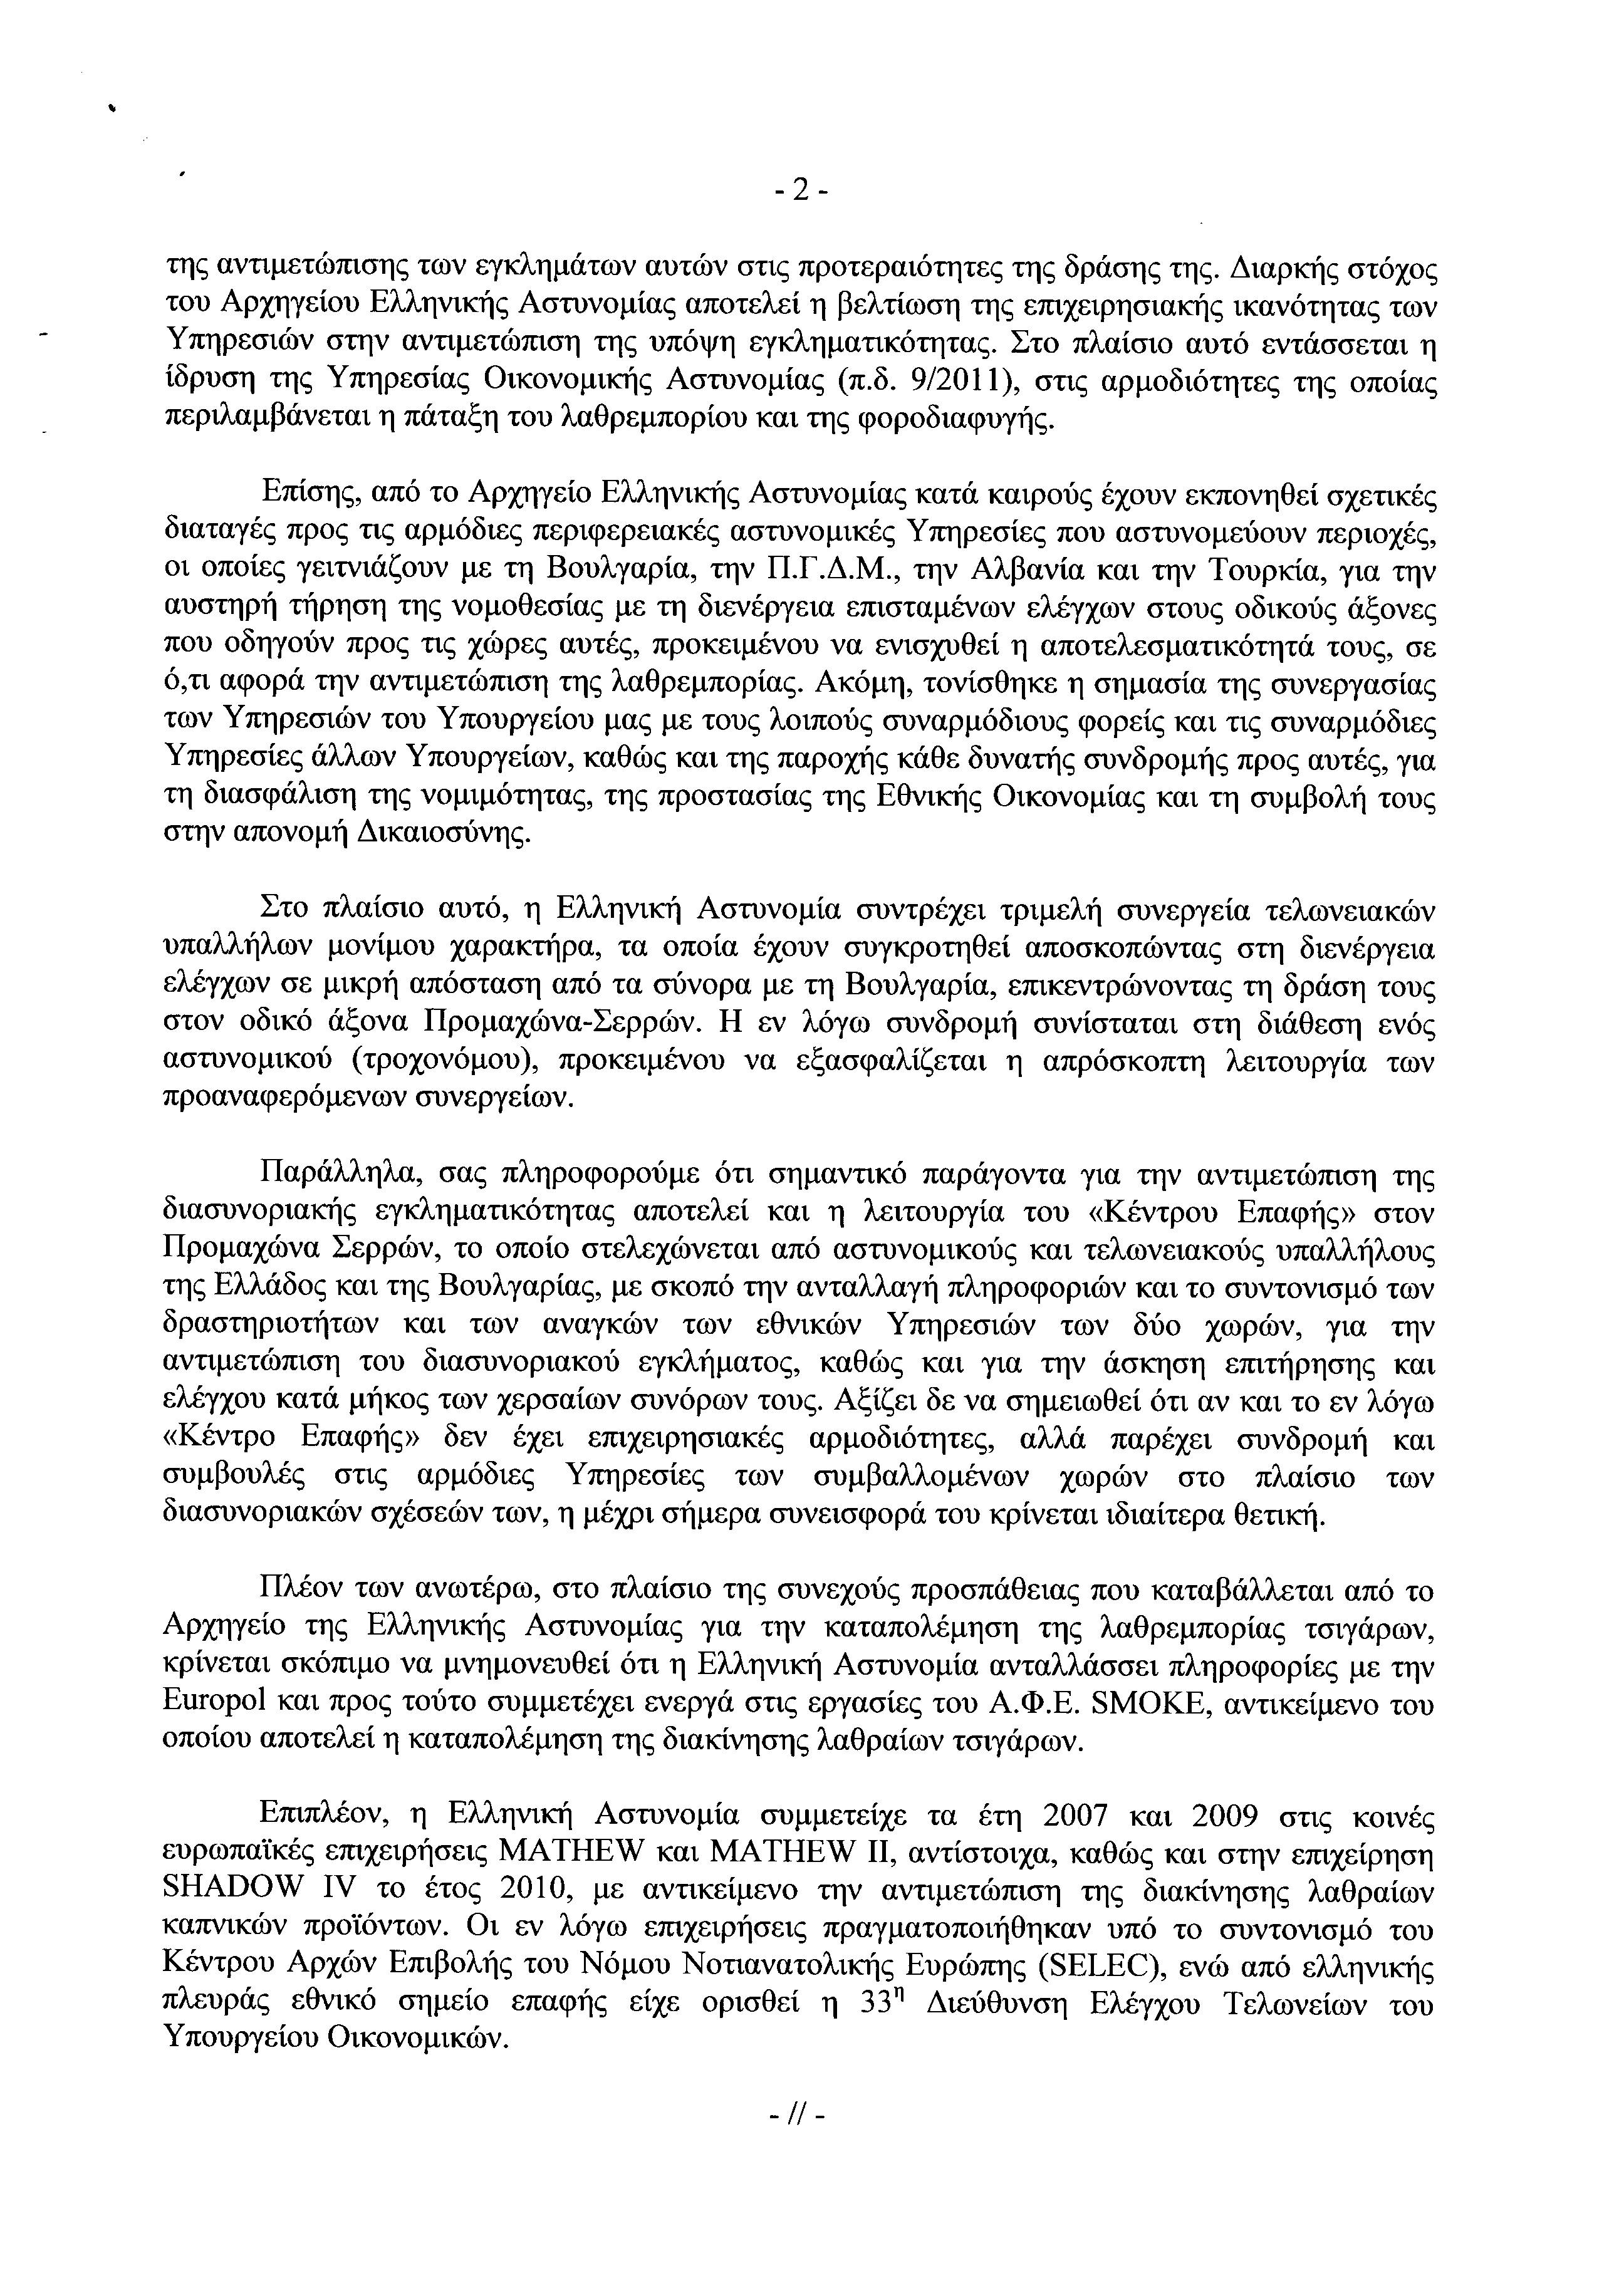 - 2 -
της αντιμετώπισης των εγκλημάτων αυτών στις προτεραιότητες της δράσης της. Διαρκής στόχος
του Αρχηγείου Ελληνικής Αστυνομίας αποτελεί η βελτίωση της επιχειρησιακής ικανότητας των
Υπηρεσιών στην αντιμετώπιση της υπόψη εγκληματικότητας. Στο πλαίσιο αυτό εντάσσεται η
ίδρυση της Υπηρεσίας Οικονομικής Αστυνομίας (π.δ. 9/2011), στις αρμοδιότητες της οποίας
περιλαμβάνεται η πάταξη του λαθρεμπορίου και της φοροδιαφυγής.
Επίσης, από το Αρχηγείο Ελληνικής Αστυνομίας κατά καιρούς έχουν εκπονηθεί σχετικές
διαταγές προς τις αρμόδιες περιφερειακές αστυνομικές Υπηρεσίες που αστυνομεύουν περιοχές,
οι οποίες γειτνιάζουν με τη Βουλγαρία, την Π.Γ.Δ.Μ., την Αλβανία και την Τουρκία, για την
αυστηρή τήρηση της νομοθεσίας με τη διενέργεια επισταμένων ελέγχων στους οδικούς άξονες
που οδηγούν προς τις χώρες αυτές, προκειμένου να ενισχυθεί η αποτελεσματικότητά τους, σε
ό,τι αφορά την αντιμετώπιση της λαθρεμπορίας. Ακόμη, τονίσθηκε η σημασία της συνεργασίας
των Υπηρεσιών του Υπουργείου μας με τους λοιπούς συναρμόδιους φορείς και τις συναρμόδιες
Υπηρεσίες άλλων Υπουργείων, καθώς και της παροχής κάθε δυνατής συνδρομής προς αυτές, για
τη διασφάλιση της νομιμότητας, της προστασίας της Εθνικής Οικονομίας και τη συμβολή τους
στην απονομή Δικαιοσύνης.
Στο πλαίσιο αυτό, η Ελληνική Αστυνομία συντρέχει τριμελή συνεργεία τελωνειακών
υπαλλήλων μονίμου χαρακτήρα, τα οποία έχουν συγκροτηθεί αποσκοπώντας στη διενέργεια
ελέγχων σε μικρή απόσταση από τα σύνορα με τη Βουλγαρία, επικεντρώνοντας τη δράση τους
στον οδικό άξονα Προμαχώνα-Σερρών. Η εν λόγω συνδρομή συνίσταται στη διάθεση ενός
αστυνομικού (τροχονόμου), προκειμένου να εξασφαλίζεται η απρόσκοπτη λειτουργία των
προαναφερόμενων συνεργείων.
Παράλληλα, σας πληροφορούμε ότι σημαντικό παράγοντα για την αντιμετώπιση της
διασυνοριακής εγκληματικότητας αποτελεί και η λειτουργία του «Κέντρου Επαφής» στον
Προμαχώνα Σερρών, το οποίο στελεχώνεται από αστυνομικούς και τελωνειακούς υπαλλήλους
της Ελλάδος και της Βουλγαρίας, με σκοπό την ανταλλαγή πληροφοριών και το συντονισμό των
δραστηριοτήτων και των αναγκών των εθνικών Υπηρεσιών των δύο χωρών, για την
αντιμετώπιση του διασυνοριακού εγκλήματος, καθώς και για την άσκηση επιτήρησης και
ελέγχου κατά μήκος των χερσαίων συνόρων τους. Αξίζει δε να σημειωθεί ότι αν και το εν λόγω
«Κέντρο Επαφής» δεν έχει επιχειρησιακές αρμοδιότητες, αλλά παρέχει συνδρομή και
συμβουλές στις αρμόδιες Υπηρεσίες των συμβαλλομένων χωρών στο πλαίσιο των
διασυνοριακών σχέσεών των, η μέχρι σήμερα συνεισφορά του κρίνεται ιδιαίτερα θετική.
Πλέον των ανωτέρω, στο πλαίσιο της συνεχούς προσπάθειας που καταβάλλεται από το
Αρχηγείο της Ελληνικής Αστυνομίας για την καταπολέμηση της λαθρεμπορίας τσιγάρων,
κρίνεται σκόπιμο να μνημονευθεί ότι η Ελληνική Αστυνομία ανταλλάσσει πληροφορίες με την
Europol και προς τούτο συμμετέχει ενεργά στις εργασίες του Α.Φ.Ε. SMOKE, αντικείμενο του
οποίου αποτελεί η καταπολέμηση της διακίνησης λαθραίων τσιγάρων.
Επιπλέον, η Ελληνική Αστυνομία συμμετείχε τα έτη 2007 και 2009 στις κοινές
ευρωπαϊκές επιχειρήσεις MATHEW και MATHEW II, αντίστοιχα, καθώς και στην επιχείρηση
SHADOW IV το έτος 2010, με αντικείμενο την αντιμετώπιση της διακίνησης λαθραίων
καπνικών προϊόντων. Οι εν λόγω επιχειρήσεις πραγματοποιήθηκαν υπό το συντονισμό του
Κέντρου Αρχών Επιβολής του Νόμου Νοτιανατολικής Ευρώπης (SELEC), ενώ από ελληνικής
πλευράς εθνικό σημείο επαφής είχε ορισθεί η 33η Διεύθυνση Ελέγχου Τελωνείων του
Υπουργείου Οικονομικών.
- // -